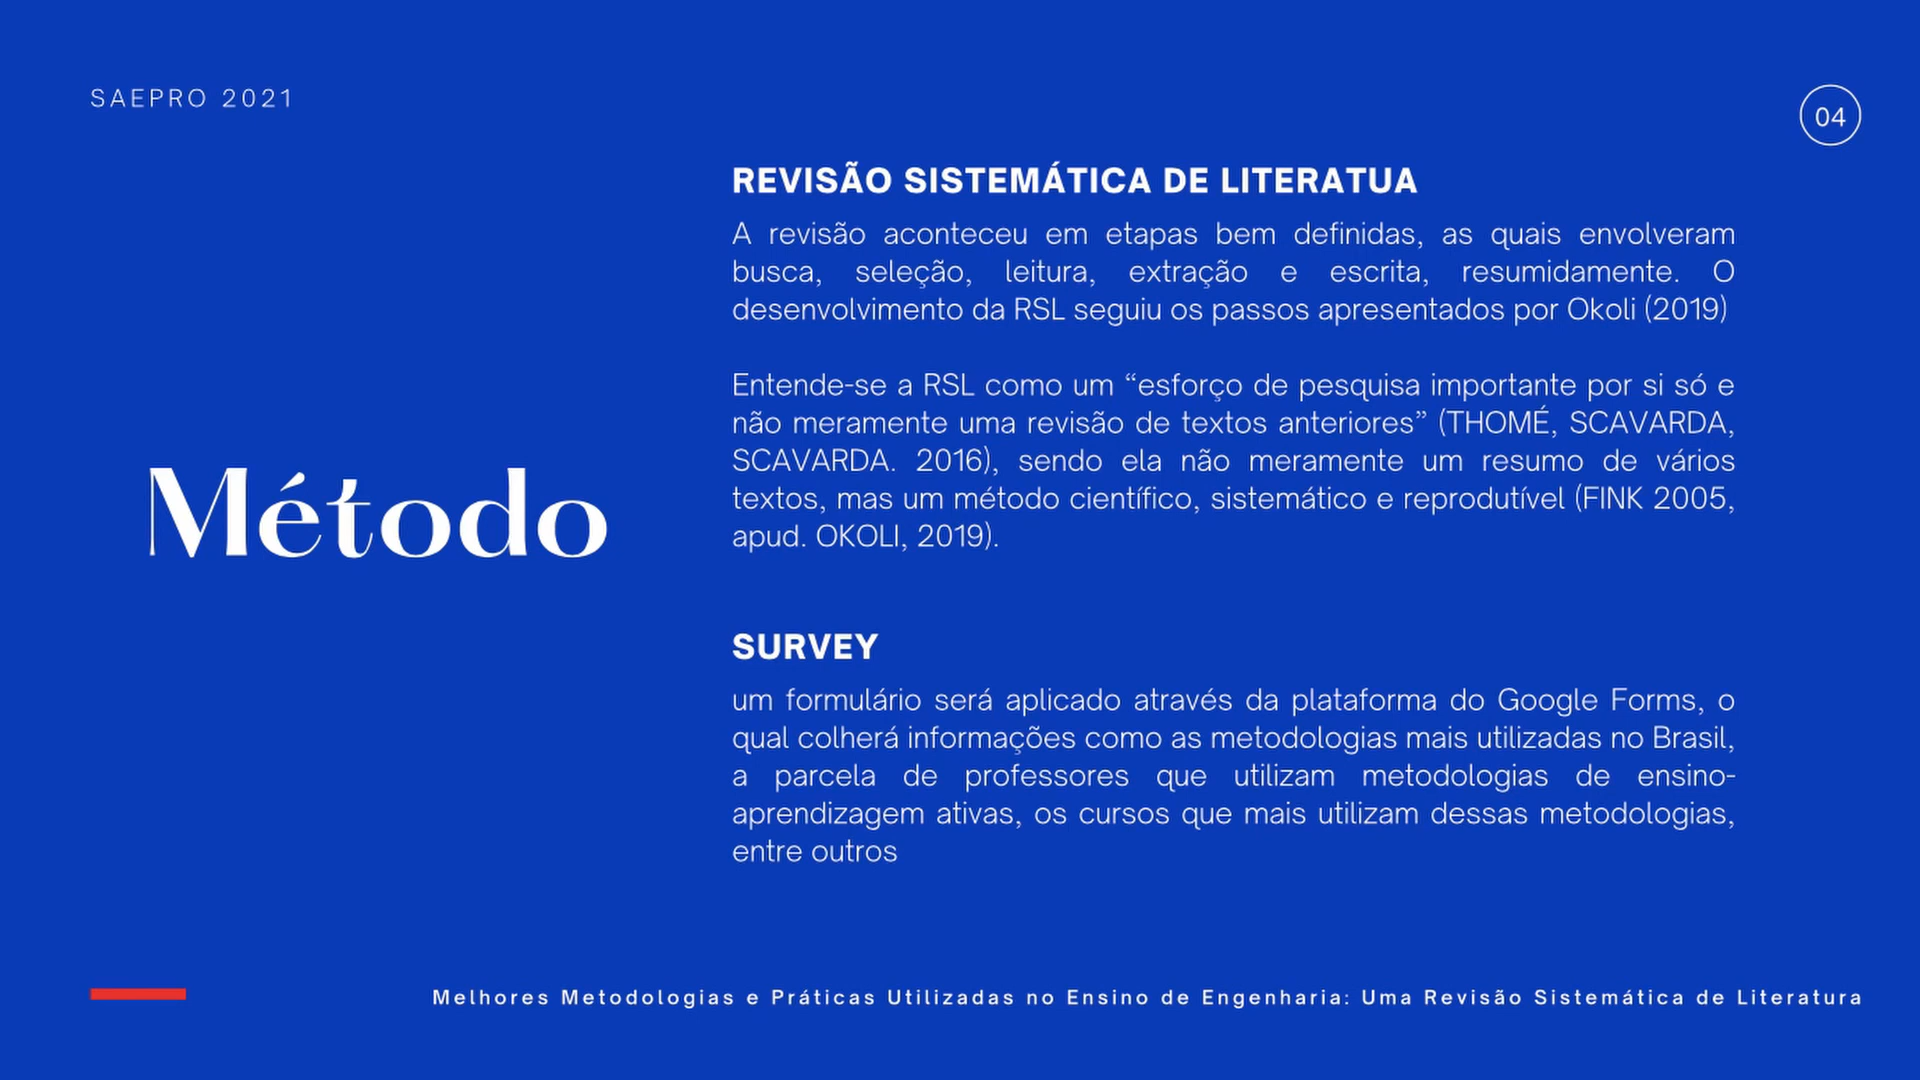 SAEPRO 2021
04
REVISÃO SISTEMÁTICA DE LITERATUA
A revisão aconteceu em etapas bem definidas, as quais envolveram
busca, seleção, leitura, extração e escrita, resumidamente. O
desenvolvimento da RSL seguiu os passos apresentados por Okoli (2019)
Entende-se a RSL como um “esforço de pesquisa importante por si só e
não meramente uma revisão de textos anteriores” (THOMÉ, SCAVARDA,
SCAVARDA. 2016), sendo ela não meramente um resumo de vários
textos, mas um método científico, sistemático e reprodutível (FINK 2005,
apud. OKOLI, 2019).
Método
SURVEY
um formulário será aplicado através da plataforma do Google Forms, o
qual colherá informações como as metodologias mais utilizadas no Brasil,
a parcela de professores que utilizam metodologias de ensino-
aprendizagem ativas, os cursos que mais utilizam dessas metodologias,
entre outros
Melhores Metodologias e Práticas Utilizadas no Ensino de Engenharia: Uma Revisão Sistemática de Literatura